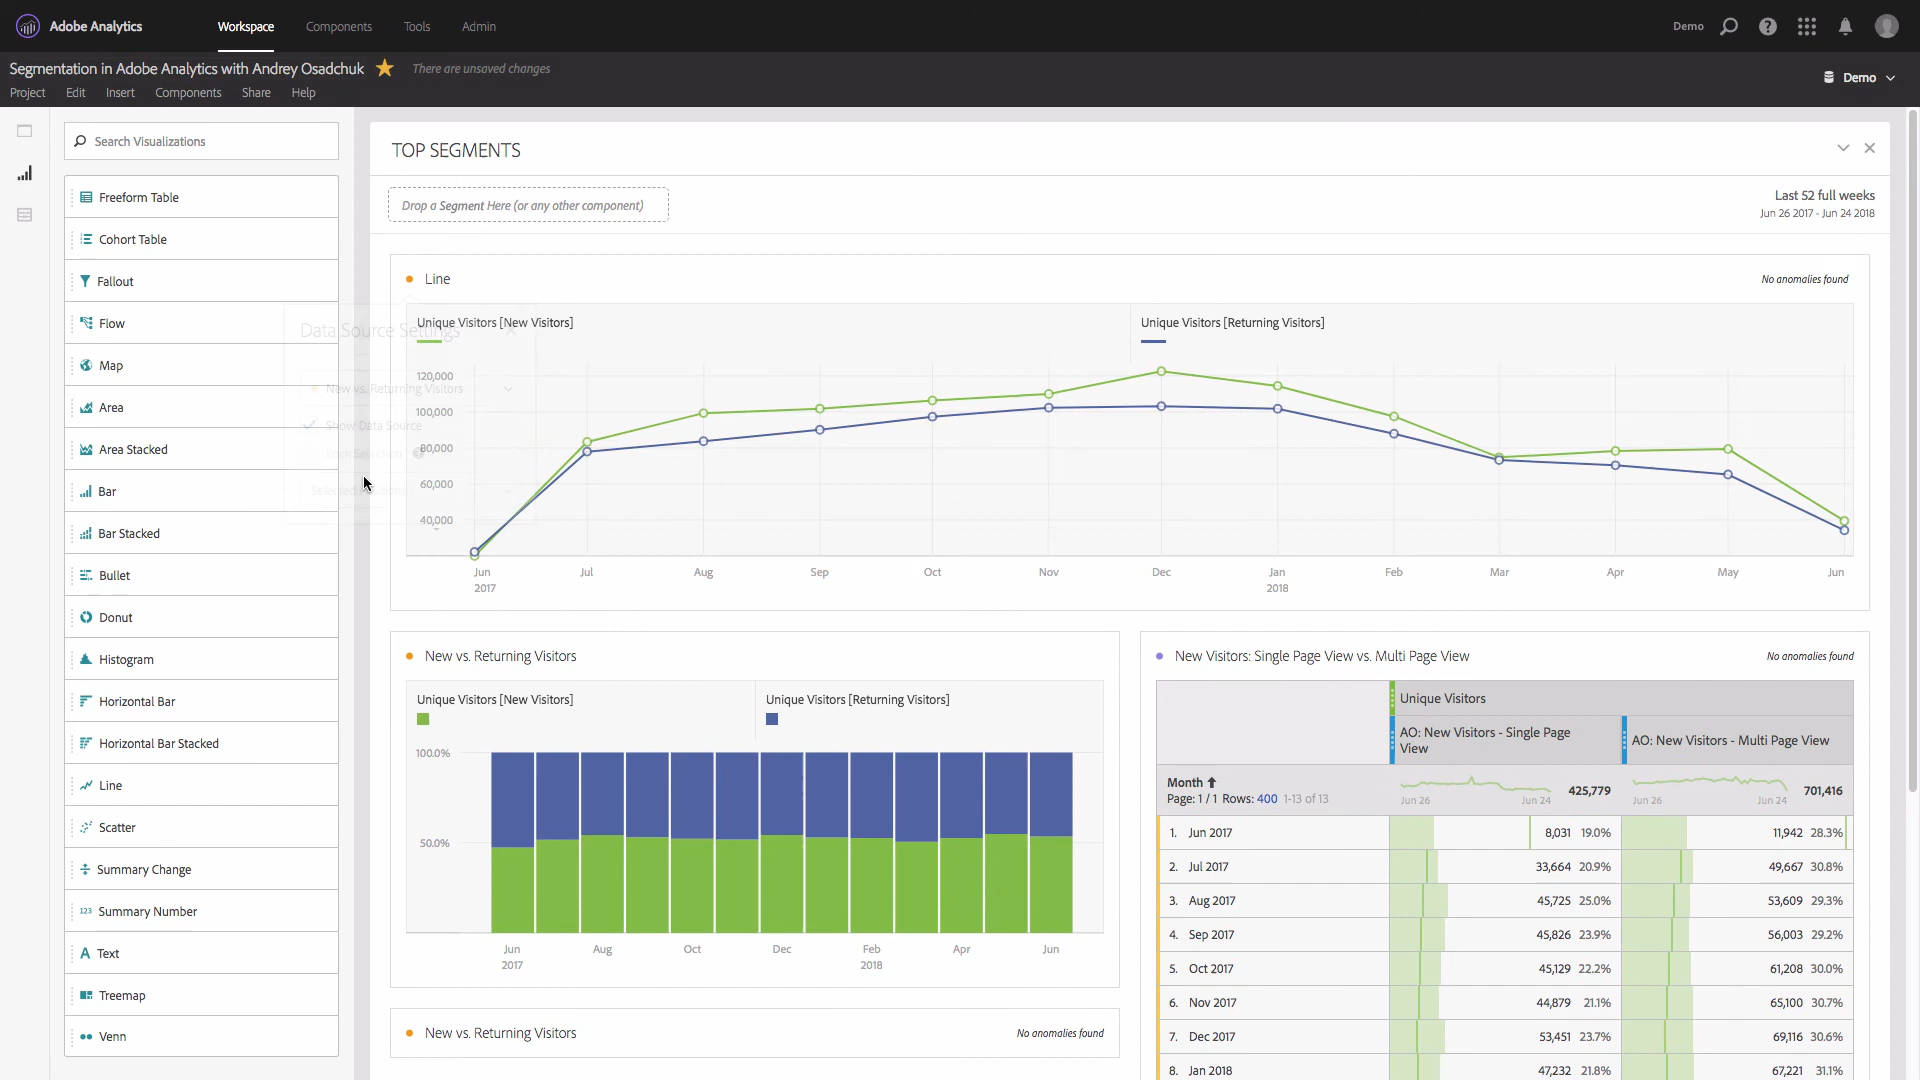 Adobe Analytics
Workspace
Components
Tools
Admin
Demo
Segmentation in Adobe Analytics with Andrey Osadchuk
There are unsaved changes
Project
Edit
Insert
Components
Share
Help
Demo
Search Visualizations
Freeform Table
Cohort Table
Fallout
Flow
Map
Area
Area Stacked
Bar
Bar Stacked
Bullet
Donut
Histogram
Horizontal Bar
Horizontal Bar Stacked
Line
Scatter
Summary Change
123 Summary Number
Text
Treemap
Venn
Data Source Settings
New vs. Returning Visitors
Show Data Source
Lock Selection
TOP SEGMENTS
Drop a Segment Here (or any other component)
Last 52 full weeks
Jun 26 2017 - Jun 24 2018
Line
No anomalies found
Unique Visitors [New Visitors]
Unique Visitors [Returning Visitors]
120,000
100,000
80,000
60,000
40,000
Jun
2017
Jul
Aug
Sep
Oct
Nov
Dec
Jan
2018
Feb
Mar
Apr
May
Jun
New vs. Returning Visitors
Unique Visitors [New Visitors]
Unique Visitors [Returning Visitors]
100.0%
50.0%
Jun
2017
Aug
Oct
Dec
Feb
2018
Apr
Jun
New vs. Returning Visitors
No anomalies found
New Visitors: Single Page View vs. Multi Page View
No anomalies found
Unique Visitors
AO: New Visitors - Single Page
View
AO: New Visitors - Multi Page View
Month
Page: 1 / 1 Rows: 400 1-13 of 13
Jun 26
Jun 24
425,779
Jun 26
Jun 24
701,416
1. Jun 2017 8,031 19.0% 11,942 28.3%
2. Jul 2017 33,664 20.9% 49,667 30.8%
3. Aug 2017 45,725 25.0% 53,609 29.3%
4. Sep 2017 45,826 23.9% 56,003 29.2%
5. Oct 2017 45,129 22.2% 61,208 30.0%
6. Nov 2017 44,879 21.1% 65,100 30.7%
7. Dec 2017 53,451 23.7% 69,116 30.6%
8. Jan 2018 47,232 21.8% 67,221 31.1%